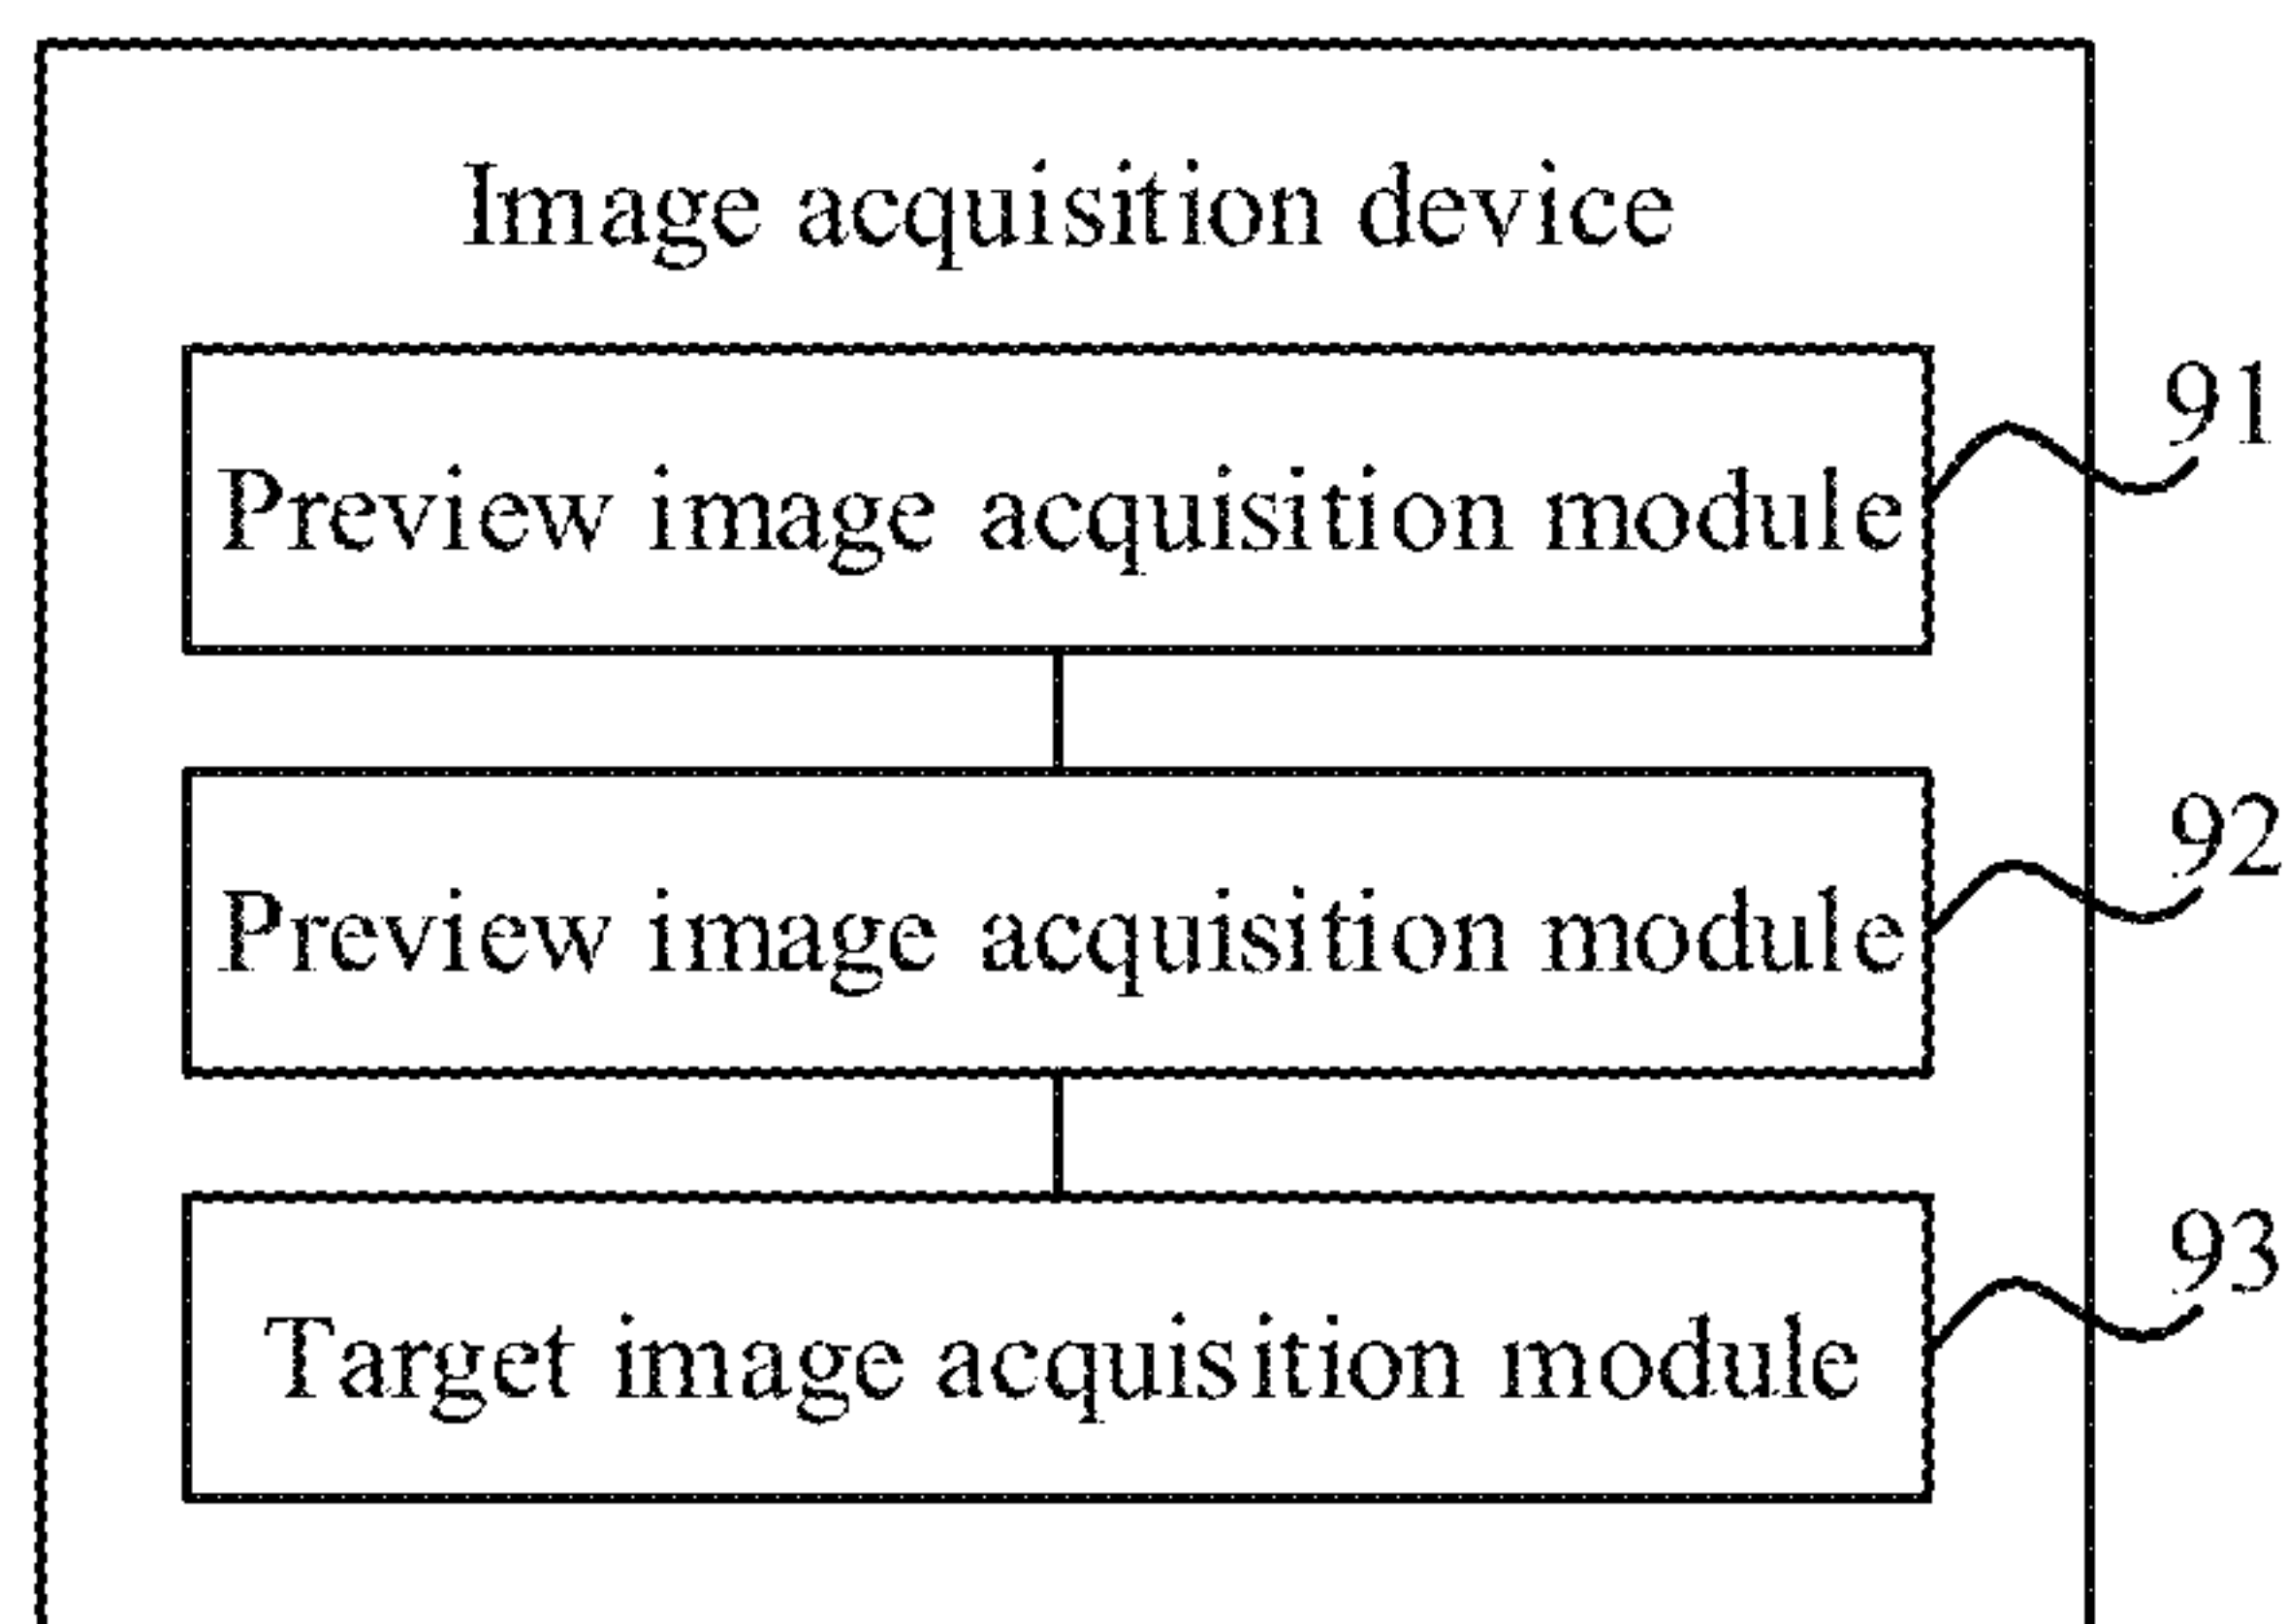 Image acquisition device
91
Preview image acquisition module
92
Preview image acquisition module
93
Target image acquisition module